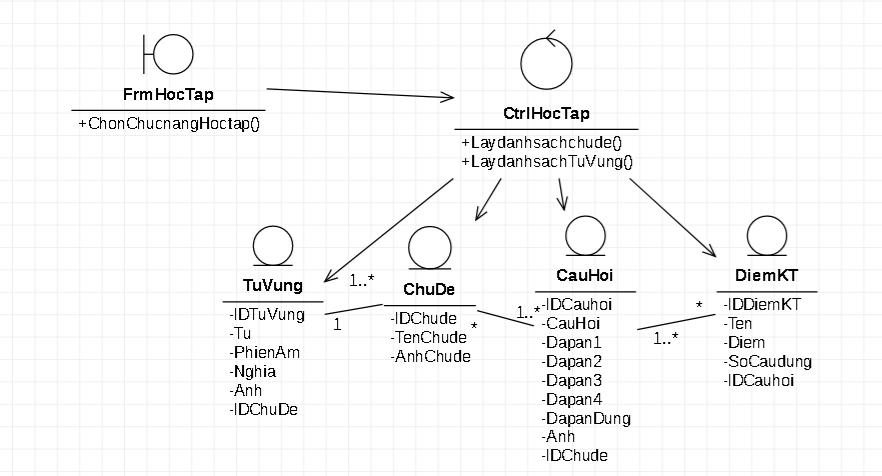 FrmHocTap
+ChonChucnangHoctap()
CtrlHocTap
+Laydanhsachchude()
+LaydanhsachTuVung()
TuVung
-IDTuVung
-Tu
-PhienAm
-Nghia
-Anh
-IDChuDe
1..*
1
ChuDe
-IDChude
-TenChude
-AnhChude
*
1..*
CauHoi
-IDCauhoi
-CauHoi
-Dapan1
-Dapan2
-Dapan3
-Dapan4
-DapanDung
-Anh
-IDChude
*
1..*
DiemKT
-IDDiemKT
-Ten
-Diem
-SoCaudung
-IDCauhoi